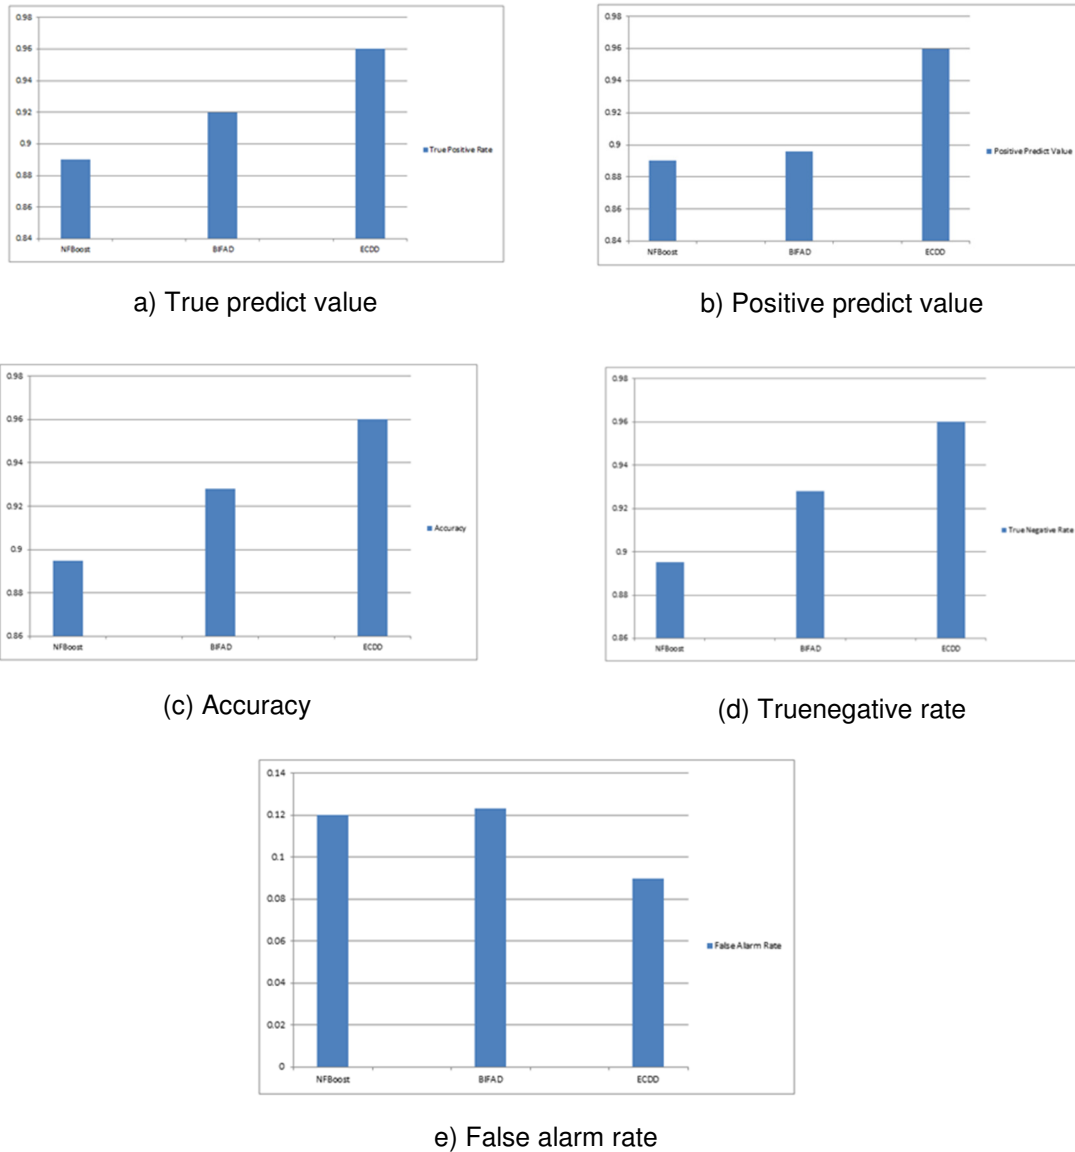 0.98
0.96
0.94
0.92
0.9
0.88
0.86
0.84
NFBoost BIFAD ECDD
True Positive Rate
a) True predict value
0.98
0.96
0.94
0.92
0.9
0.88
0.86
0.84
NFBoost BIFAD ECDD
Positive Predict Value
b) Positive predict value
0.98
0.96
0.94
0.92
0.9
0.88
0.86
NFBoost BIFAD ECDD
Accuracy
(c) Accuracy
0.98
0.96
0.94
0.92
0.9
0.88
0.86
NFBoost BIFAD ECDD
True Negative Rate
(d) Truenegative rate
0.14
0.12
0.1
0.08
0.06
0.04
0.02
0
NFBoost BIFAD ECDD
False Alarm Rate
e) False alarm rate